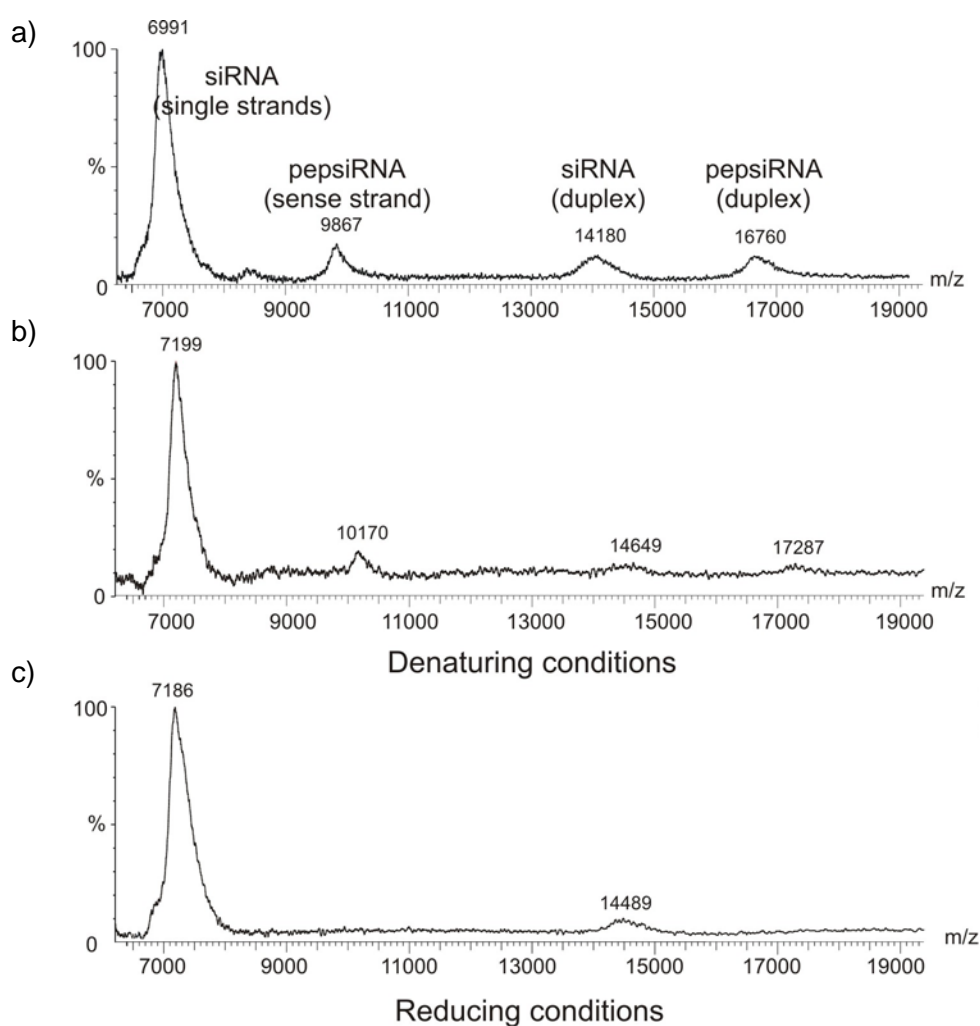 a)
6991
100
siRNA
(single strands)
%
pepsiRNA
(sense strand)
9867
siRNA
(duplex)
14180
pepsiRNA
(duplex)
16760
0
m/z
7000 9000 11000 13000 15000 17000 19000
b)
7199
100
%
10170
14649
17287
0
m/z
7000 9000 11000 13000 15000 17000 19000
Denaturing conditions
c)
7186
100
%
14489
0
m/z
7000 9000 11000 13000 15000 17000 19000
Reducing conditions